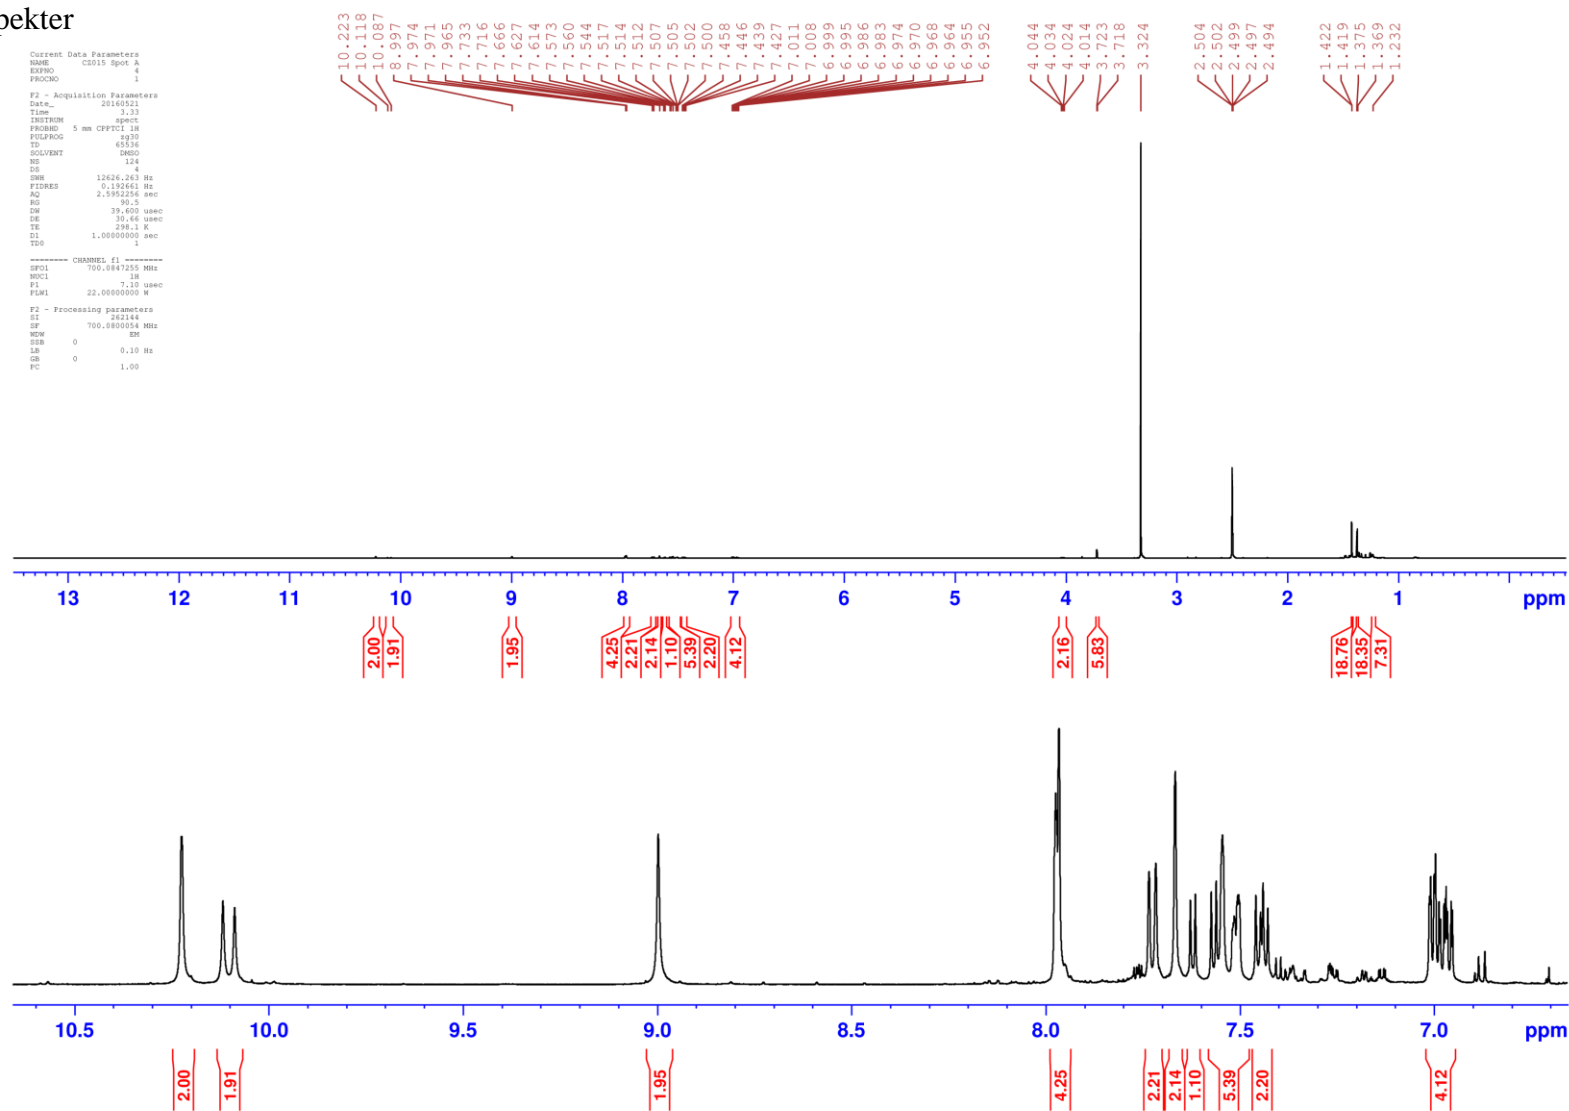 pekter
10.223 10.118 10.087 8.997 7.974 7.971 7.965 7.733 7.716 7.666 7.627 7.614 7.573 7.560 7.544 7.517 7.514 7.512 7.507 7.505 7.502 7.500 7.458 7.446 7.439 7.427 7.011 7.008 6.999 6.995 6.986 6.983 6.974 6.970 6.968 6.964 6.955 6.952 4.044 4.034 4.024 4.014 3.723 3.718 3.324 2.504 2.502 2.499 2.497 2.494 1.422 1.419 1.375 1.369 1.232
Current Data Parameters
NAME CZ015 Spot A
EXPNO 4
PROCNO 1
F2 - Acquisition Parameters
Date_ 20160521
Time 3.33
INSTRUM spect
PROBHD 5 mm CPPTCI 1H
PULPROG zg30
TD 65536
SOLVENT DMSO
NS 124
DS 4
SWH 12626.263 Hz
FIDRES 0.192661 Hz
AQ 2.5952256 sec
RG 90.5
DW 39.600 usec
DE 30.66 usec
TE 298.1 K
D1 1.00000000 sec
TD0 1
======== CHANNEL f1 ========
SFO1 700.0847255 MHz
NUC1 1H
P1 7.10 usec
PLW1 22.00000000 W
F2 - Processing parameters
SI 262144
SF 700.0800054 MHz
WDW EM
SSB 0
LB 0.10 Hz
GB 0
PC 1.00
13 12 11 10 9 8 7 6 5 4 3 2 1 ppm
2.00 1.91 1.95 4.25 2.21 2.14 1.10 5.39 2.20 4.12 2.16 5.83 18.76 18.35 7.31
10.5 10.0 9.5 9.0 8.5 8.0 7.5 7.0 ppm
2.00 1.91 1.95 4.25 2.21 2.14 1.10 5.39 2.20 4.12